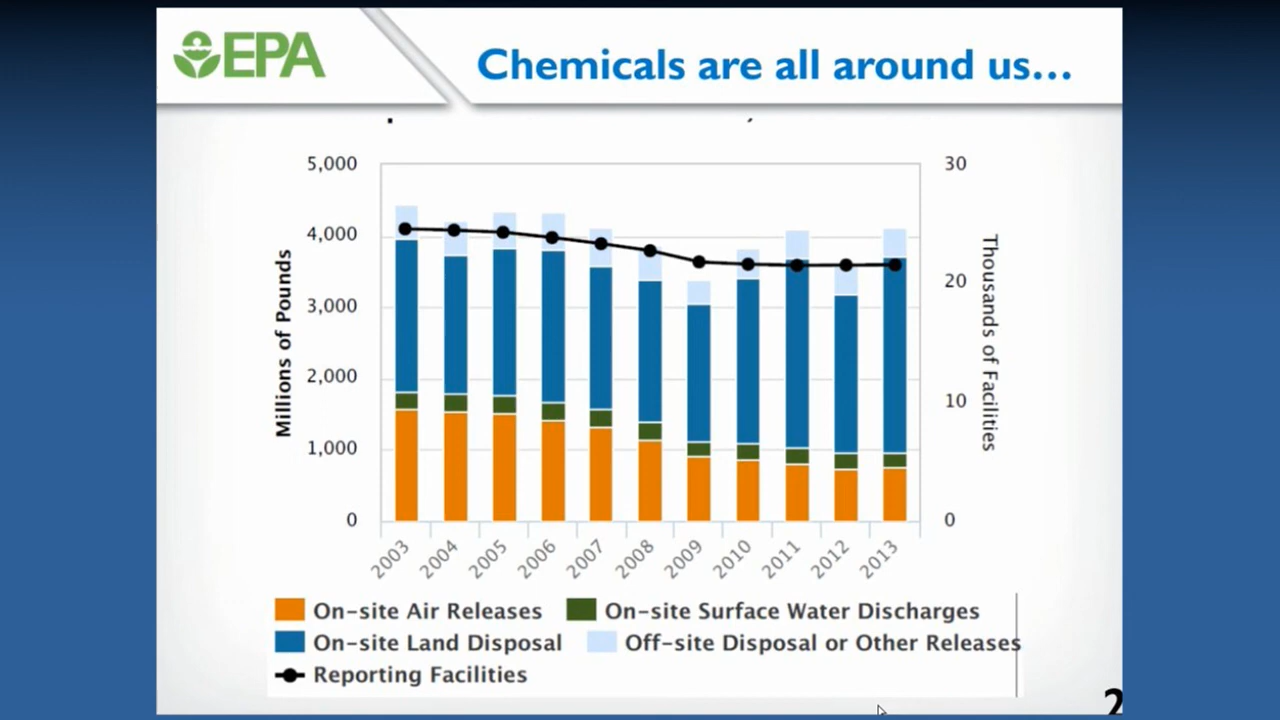 EPA
Chemicals are all around us...
5,000
4,000
3,000
2,000
1,000
0
Millions of Pounds
30
20
10
0
Thousands of Facilities
2003
2004
2005
2006
2007
2008
2009
2010
2011
2012
2013
On-site Air Releases
On-site Surface Water Discharges
On-site Land Disposal
Off-site Disposal or Other Releases
Reporting Facilities
2